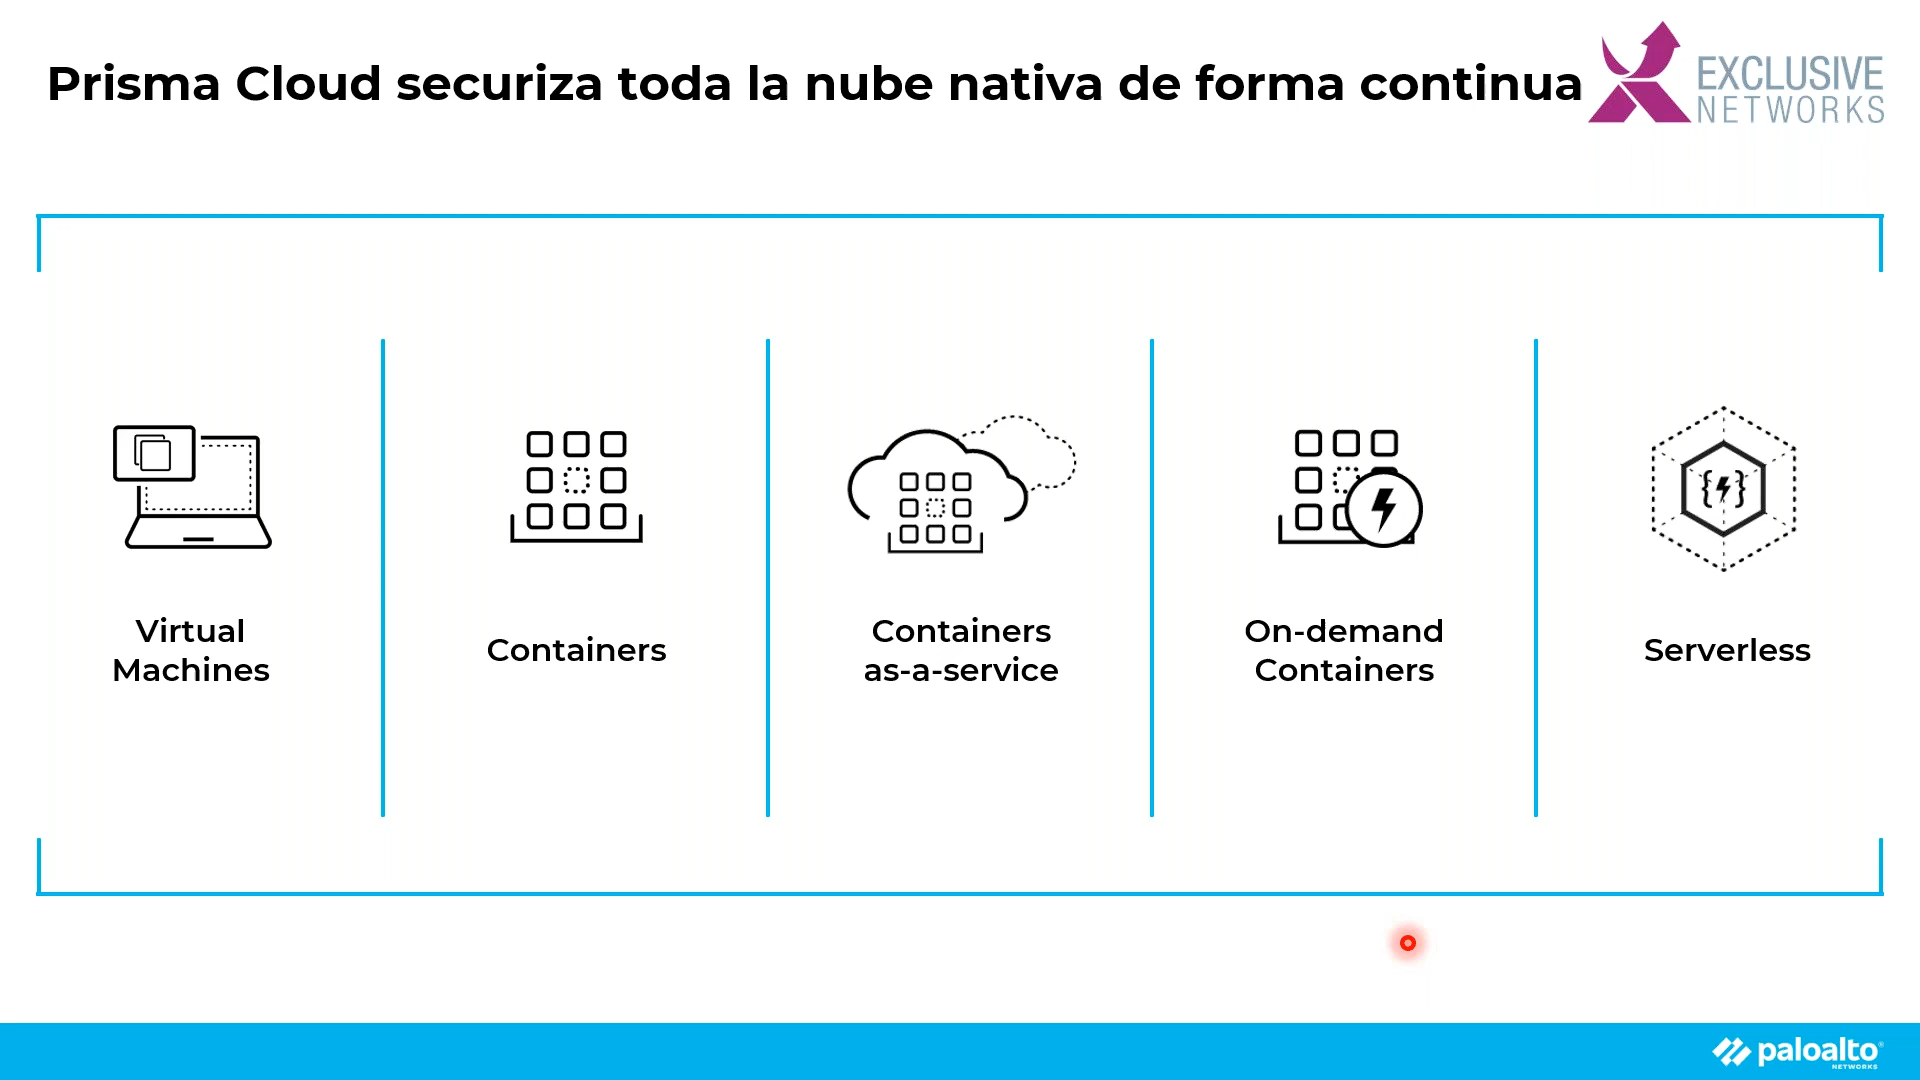 Prisma Cloud securiza toda la nube nativa de forma continua
EXCLUSIVE
NETWORKS
Virtual
Machines
Containers
Containers
as-a-service
On-demand
Containers
Serverless
paloalto®
NETWORKS